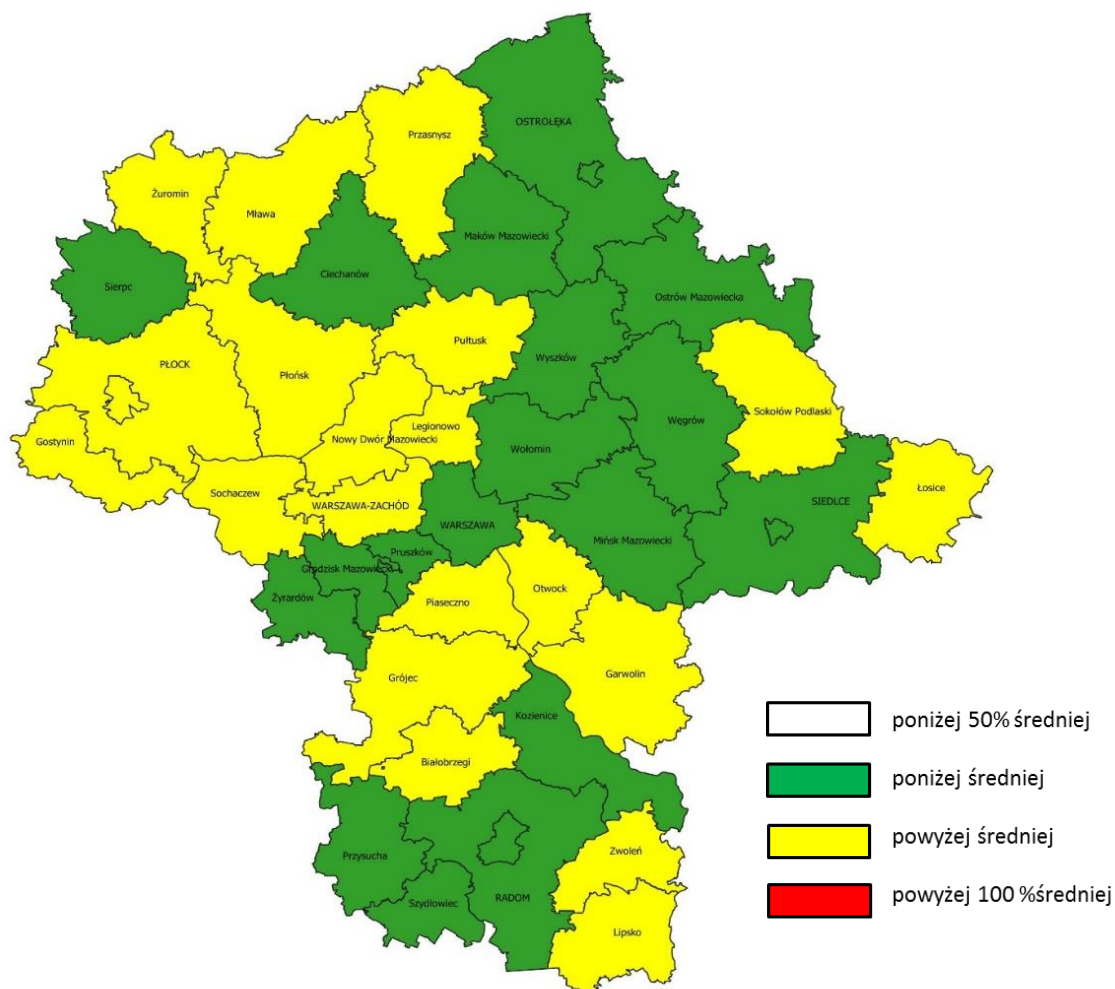 OSTROŁĘKA
Przasnysz
Żuromin
Mława
Maków Mazowiecki
Ciechanów
Sierpc
Ostrów Mazowiecka
Pułtusk
Wyszków
PŁOCK
Płońsk
Sokołów Podlaski
Węgrów
Legionowo
Gostynin
Nowy Dwór Mazowiecki
Wołomin
Sochaczew
Łosice
SIEDLCE
WARSZAWA-ZACHÓD
WARSZAWA
Mińsk Mazowiecki
Pruszków
Grodzisk Mazowiecki
Otwock
Żyrardów
Piaseczno
Garwolin
Grójec
Kozienice
Białobrzegi
Zwoleń
Przysucha
RADOM
Szydłowiec
Lipsko
poniżej 50% średniej
poniżej średniej
powyżej średniej
powyżej 100 %średniej